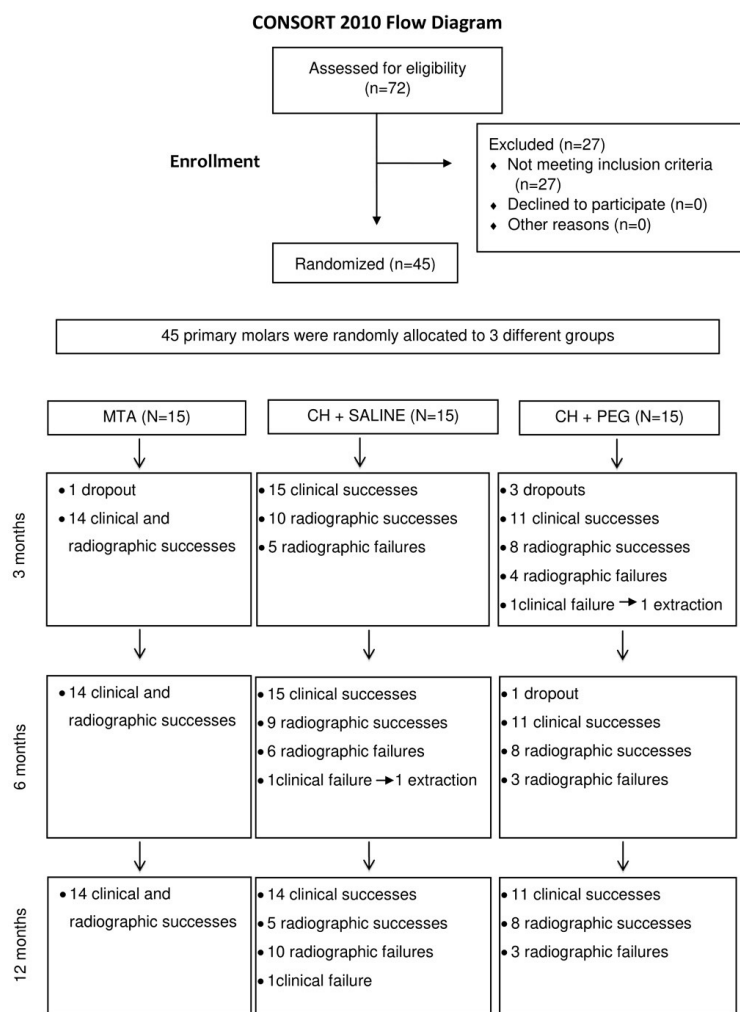 CONSORT 2010 Flow Diagram
Assessed for eligibility
(n=72)
Enrollment
Excluded (n=27)
♦ Not meeting inclusion criteria
(n=27)
♦ Declined to participate (n=0)
♦ Other reasons (n=0)
Randomized (n=45)
45 primary molars were randomly allocated to 3 different groups
MTA (N=15)
CH + SALINE (N=15)
CH + PEG (N=15)
3 months
• 1 dropout
• 14 clinical and
radiographic successes
• 15 clinical successes
• 10 radiographic successes
• 5 radiographic failures
• 3 dropouts
• 11 clinical successes
• 8 radiographic successes
• 4 radiographic failures
• 1clinical failure → 1 extraction
6 months
• 14 clinical and
radiographic successes
• 15 clinical successes
• 9 radiographic successes
• 6 radiographic failures
• 1clinical failure → 1 extraction
• 1 dropout
• 11 clinical successes
• 8 radiographic successes
• 3 radiographic failures
12 months
• 14 clinical and
radiographic successes
• 14 clinical successes
• 5 radiographic successes
• 10 radiographic failures
• 1clinical failure
• 11 clinical successes
• 8 radiographic successes
• 3 radiographic failures